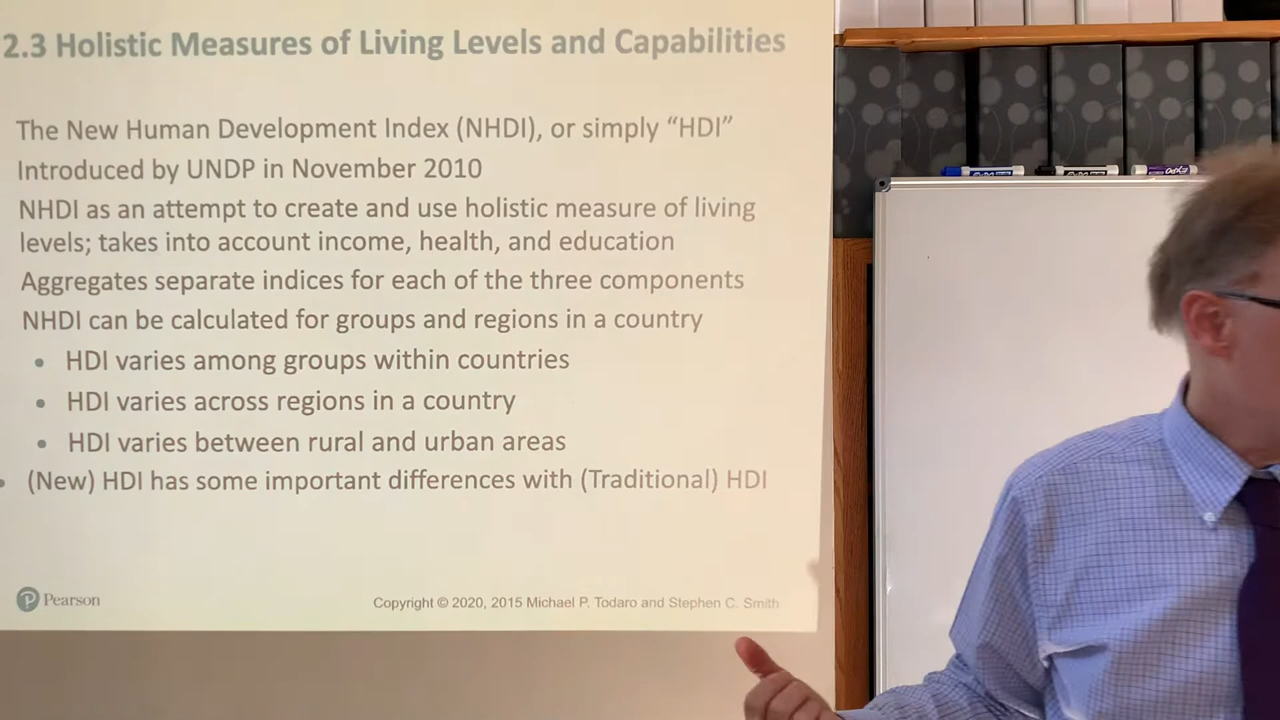 2.3 Holistic Measures of Living Levels and Capabilities
The New Human Development Index (NHDI), or simply “HDI”
Introduced by UNDP in November 2010
NHDI as an attempt to create and use holistic measure of living
levels; takes into account income, health, and education
Aggregates separate indices for each of the three components
NHDI can be calculated for groups and regions in a country
• HDI varies among groups within countries
• HDI varies across regions in a country
• HDI varies between rural and urban areas
• (New) HDI has some important differences with (Traditional) HDI
P Pearson
Copyright © 2020, 2015 Michael P. Todaro and Stephen C. Smith